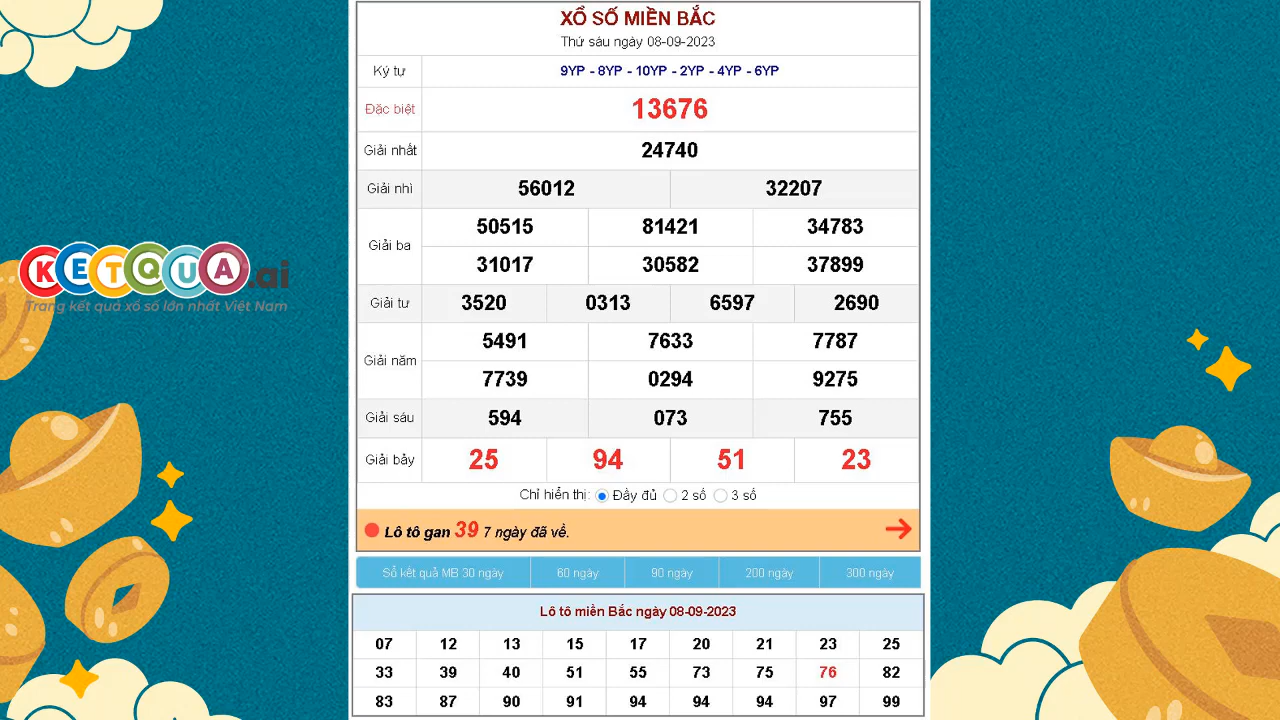 XỔ SỐ MIỀN BẮC
Thứ sáu ngày 08-09-2023
Ký tự 9YP - 8YP - 10YP - 2YP - 4YP - 6YP
Đặc biệt 13676
Giải nhất 24740
Giải nhì 56012 32207
Giải ba 50515 81421 34783
31017 30582 37899
Giải tư 3520 0313 6597 2690
Giải năm 5491 7633 7787
7739 0294 9275
Giải sáu 594 073 755
Giải bảy 25 94 51 23
Chỉ hiển thị: Đầy đủ 2 số 3 số
Lô tô gan 39 7 ngày đã về.
Sổ kết quả MB 30 ngày 60 ngày 90 ngày 200 ngày 300 ngày
Lô tô miền Bắc ngày 08-09-2023
07 12 13 15 17 20 21 23 25
33 39 40 51 55 73 75 76 82
83 87 90 91 94 94 94 97 99
KETQUA.ai
Trang kết quả xổ số lớn nhất Việt Nam